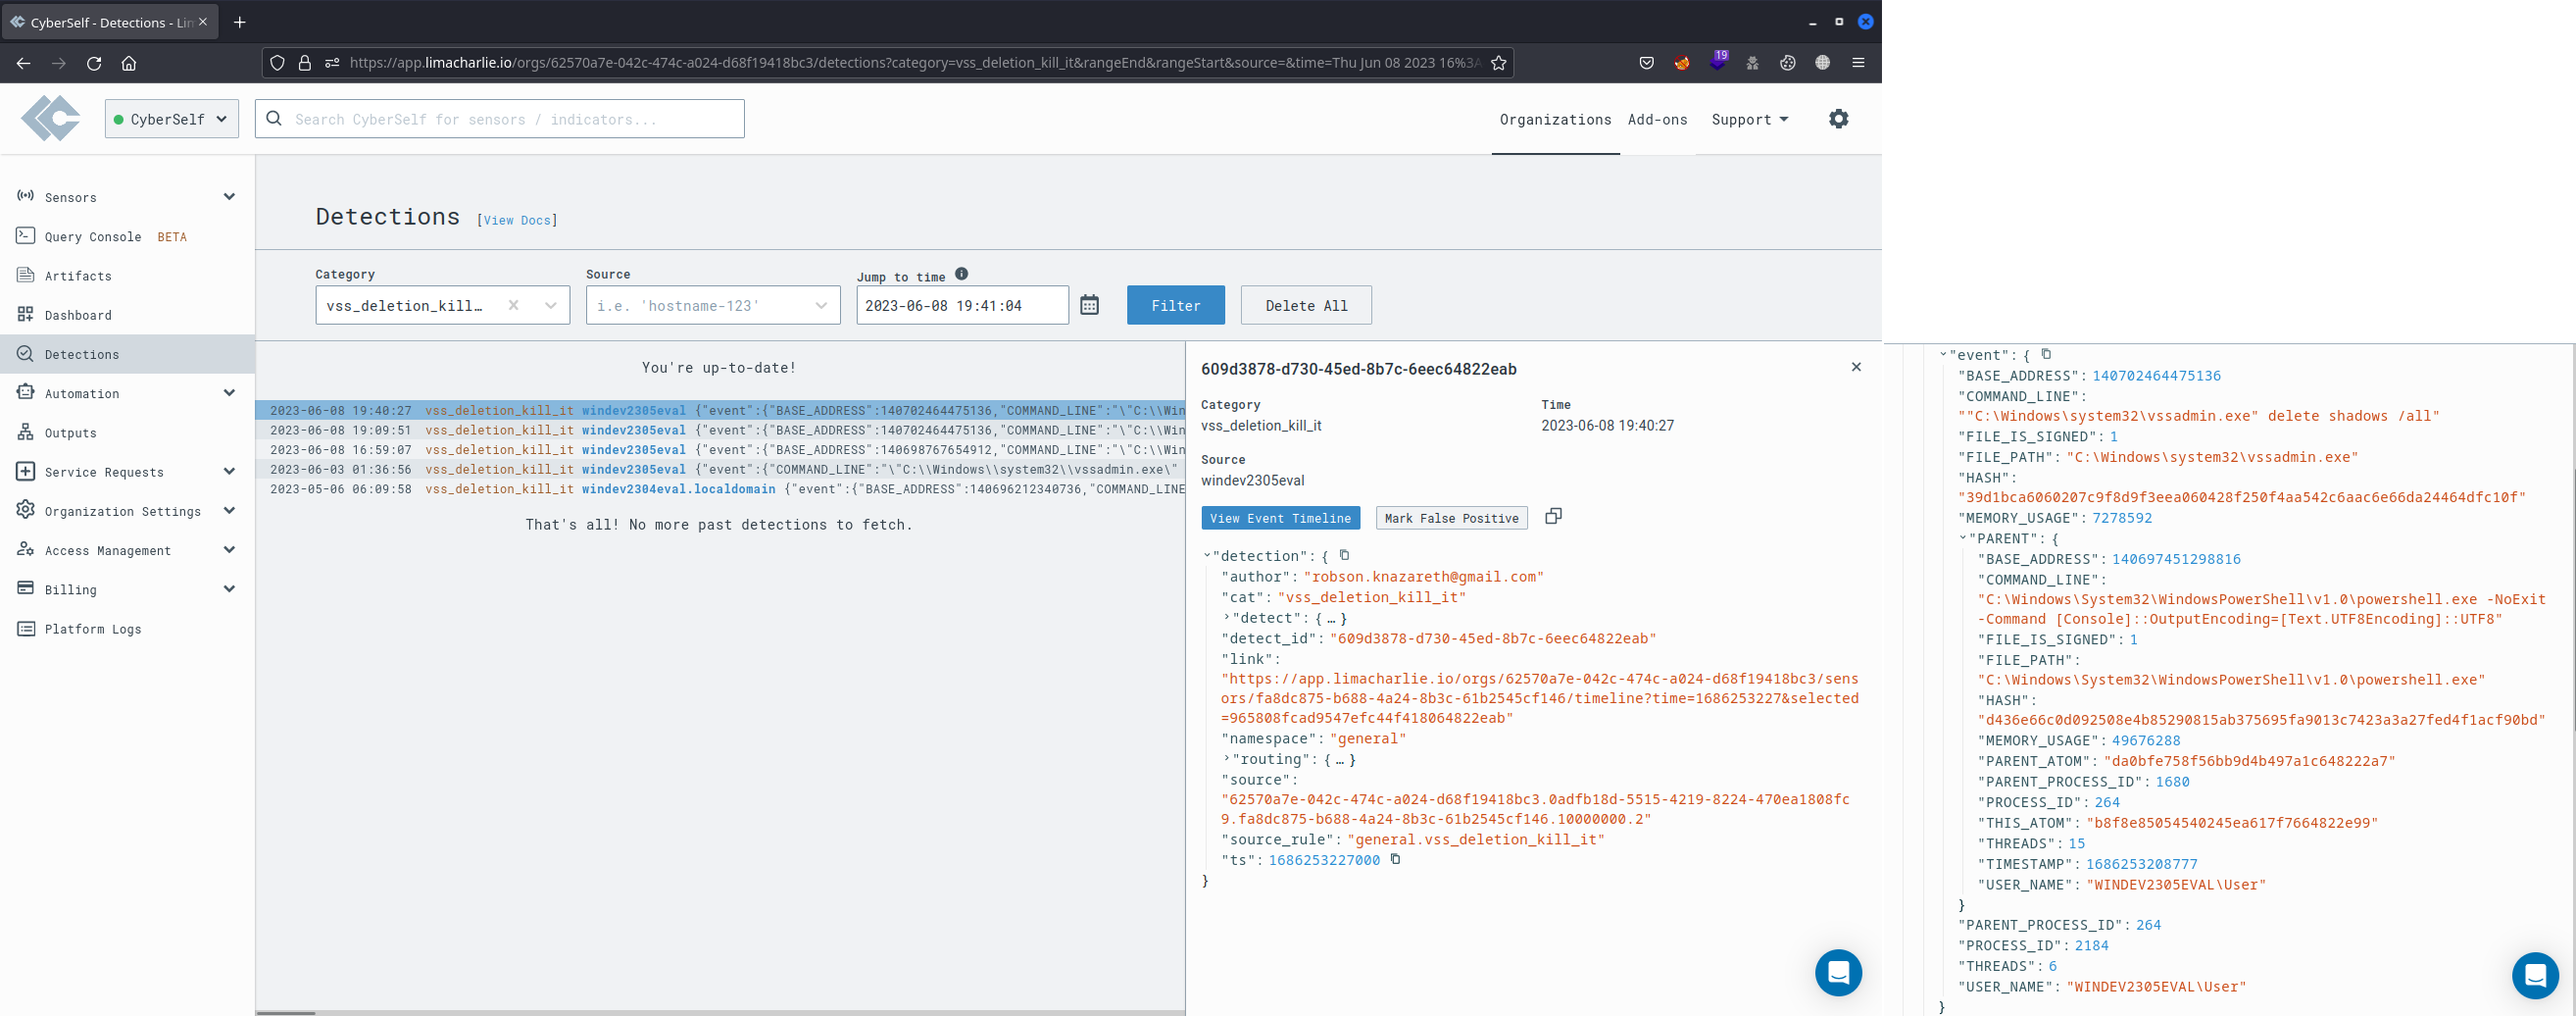 CyberSelf - Detections - Lim
https://app.limacharlie.io/orgs/62570a7e-042c-474c-a024-d68f19418bc3/detections?category=vss_deletion_kill_it&rangeEnd&rangeStart&source=&time=Thu Jun 08 2023 16%3A
19
CyberSelf
Search CyberSelf for sensors / indicators...
Organizations
Add-ons
Support
Sensors
Query Console BETA
Artifacts
Dashboard
Detections
Automation
Outputs
Service Requests
Organization Settings
Access Management
Billing
Platform Logs
Detections [View Docs]
Category
Source
Jump to time
vss_deletion_kill…
i.e. 'hostname-123'
2023-06-08 19:41:04
Filter
Delete All
You're up-to-date!
2023-06-08 19:40:27 vss_deletion_kill_it windev2305eval {"event":{"BASE_ADDRESS":140702464475136,"COMMAND_LINE":"\"C:\\Win
2023-06-08 19:09:51 vss_deletion_kill_it windev2305eval {"event":{"BASE_ADDRESS":140702464475136,"COMMAND_LINE":"\"C:\\Win
2023-06-08 16:59:07 vss_deletion_kill_it windev2305eval {"event":{"BASE_ADDRESS":140698767654912,"COMMAND_LINE":"\"C:\\Win
2023-06-03 01:36:56 vss_deletion_kill_it windev2305eval {"event":{"COMMAND_LINE":"\"C:\\Windows\\system32\\vssadmin.exe\"
2023-05-06 06:09:58 vss_deletion_kill_it windev2304eval.localdomain {"event":{"BASE_ADDRESS":140696212340736,"COMMAND_LINE
That's all! No more past detections to fetch.
609d3878-d730-45ed-8b7c-6eec64822eab
Category
Time
vss_deletion_kill_it
2023-06-08 19:40:27
Source
windev2305eval
View Event Timeline
Mark False Positive
"detection": {
"author": "robson.knazareth@gmail.com"
"cat": "vss_deletion_kill_it"
"detect": { … }
"detect_id": "609d3878-d730-45ed-8b7c-6eec64822eab"
"link":
"https://app.limacharlie.io/orgs/62570a7e-042c-474c-a024-d68f19418bc3/sens
ors/fa8dc875-b688-4a24-8b3c-61b2545cf146/timeline?time=1686253227&selected
=965808fcad9547efc44f418064822eab"
"namespace": "general"
"routing": { … }
"source":
"62570a7e-042c-474c-a024-d68f19418bc3.0adfb18d-5515-4219-8224-470ea1808fc
9.fa8dc875-b688-4a24-8b3c-61b2545cf146.10000000.2"
"source_rule": "general.vss_deletion_kill_it"
"ts": 1686253227000
}
"event": {
"BASE_ADDRESS": 140702464475136
"COMMAND_LINE":
""C:\Windows\system32\vssadmin.exe" delete shadows /all"
"FILE_IS_SIGNED": 1
"FILE_PATH": "C:\Windows\system32\vssadmin.exe"
"HASH":
"39d1bca6060207c9f8d9f3eea060428f250f4aa542c6aac6e66da24464dfc10f"
"MEMORY_USAGE": 7278592
"PARENT": {
"BASE_ADDRESS": 140697451298816
"COMMAND_LINE":
"C:\Windows\System32\WindowsPowerShell\v1.0\powershell.exe -NoExit
-Command [Console]::OutputEncoding=[Text.UTF8Encoding]::UTF8"
"FILE_IS_SIGNED": 1
"FILE_PATH":
"C:\Windows\System32\WindowsPowerShell\v1.0\powershell.exe"
"HASH":
"d436e66c0d092508e4b85290815ab375695fa9013c7423a3a27fed4f1acf90bd"
"MEMORY_USAGE": 49676288
"PARENT_ATOM": "da0bfe758f56bb9d4b497a1c648222a7"
"PARENT_PROCESS_ID": 1680
"PROCESS_ID": 264
"THIS_ATOM": "b8f8e85054540245ea617f7664822e99"
"THREADS": 15
"TIMESTAMP": 1686253208777
"USER_NAME": "WINDEV2305EVAL\User"
}
"PARENT_PROCESS_ID": 264
"PROCESS_ID": 2184
"THREADS": 6
"USER_NAME": "WINDEV2305EVAL\User"
}